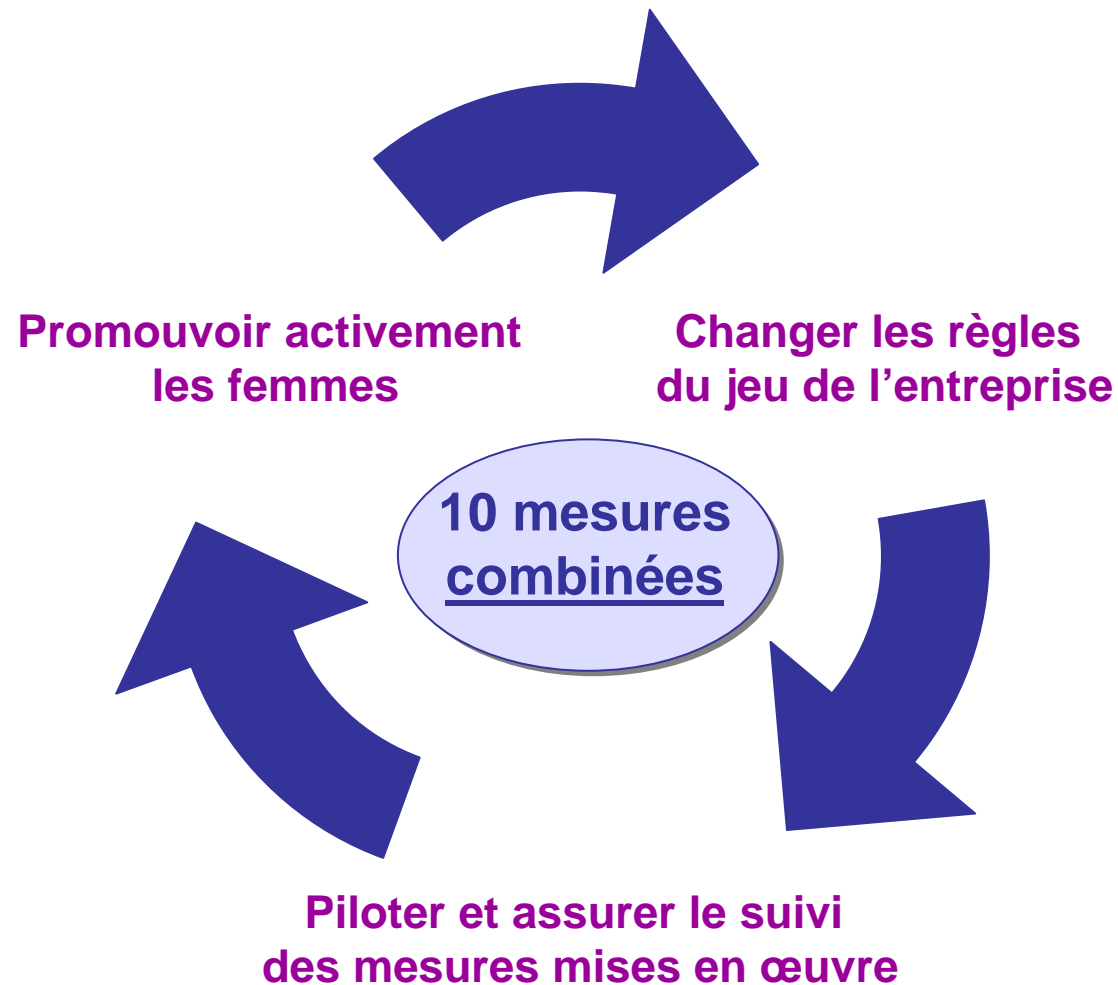 Promouvoir activement
les femmes
Changer les règles
du jeu de l’entreprise
10 mesures
combinées
Piloter et assurer le suivi
des mesures mises en œuvre